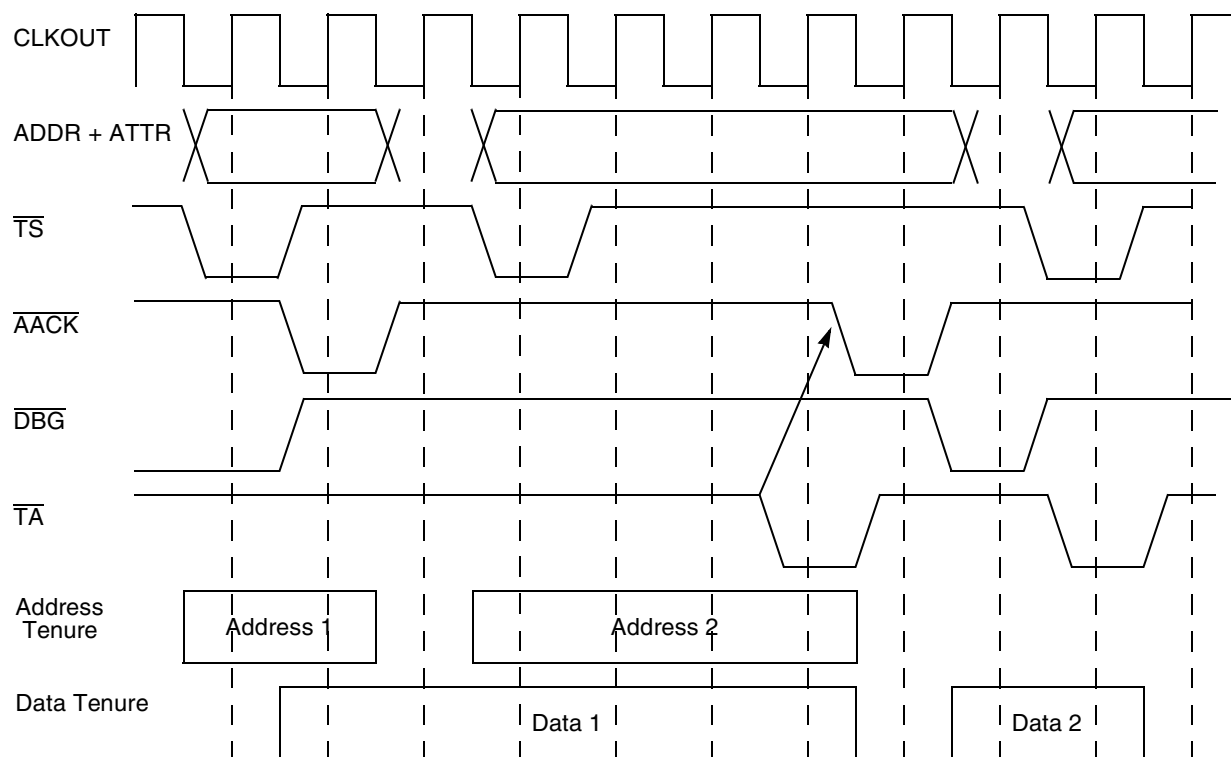 CLKOUT
ADDR + ATTR
TS
AACK
DBG
TA
Address
Tenure
Address 1
Address 2
Data Tenure
Data 1
Data 2